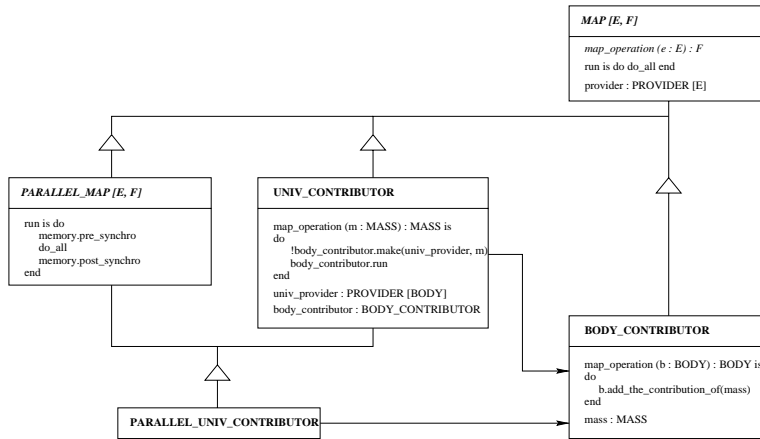 MAP [E, F]
map_operation (e : E) : F
run is do do_all end
provider : PROVIDER [E]
PARALLEL_MAP [E, F]
run is do
memory.pre_synchro
do_all
memory.post_synchro
end
UNIV_CONTRIBUTOR
map_operation (m : MASS) : MASS is
do
!body_contributor.make(univ_provider, m)
body_contributor.run
end
univ_provider : PROVIDER [BODY]
body_contributor : BODY_CONTRIBUTOR
BODY_CONTRIBUTOR
map_operation (b : BODY) : BODY is
do
b.add_the_contribution_of(mass)
end
mass : MASS
PARALLEL_UNIV_CONTRIBUTOR